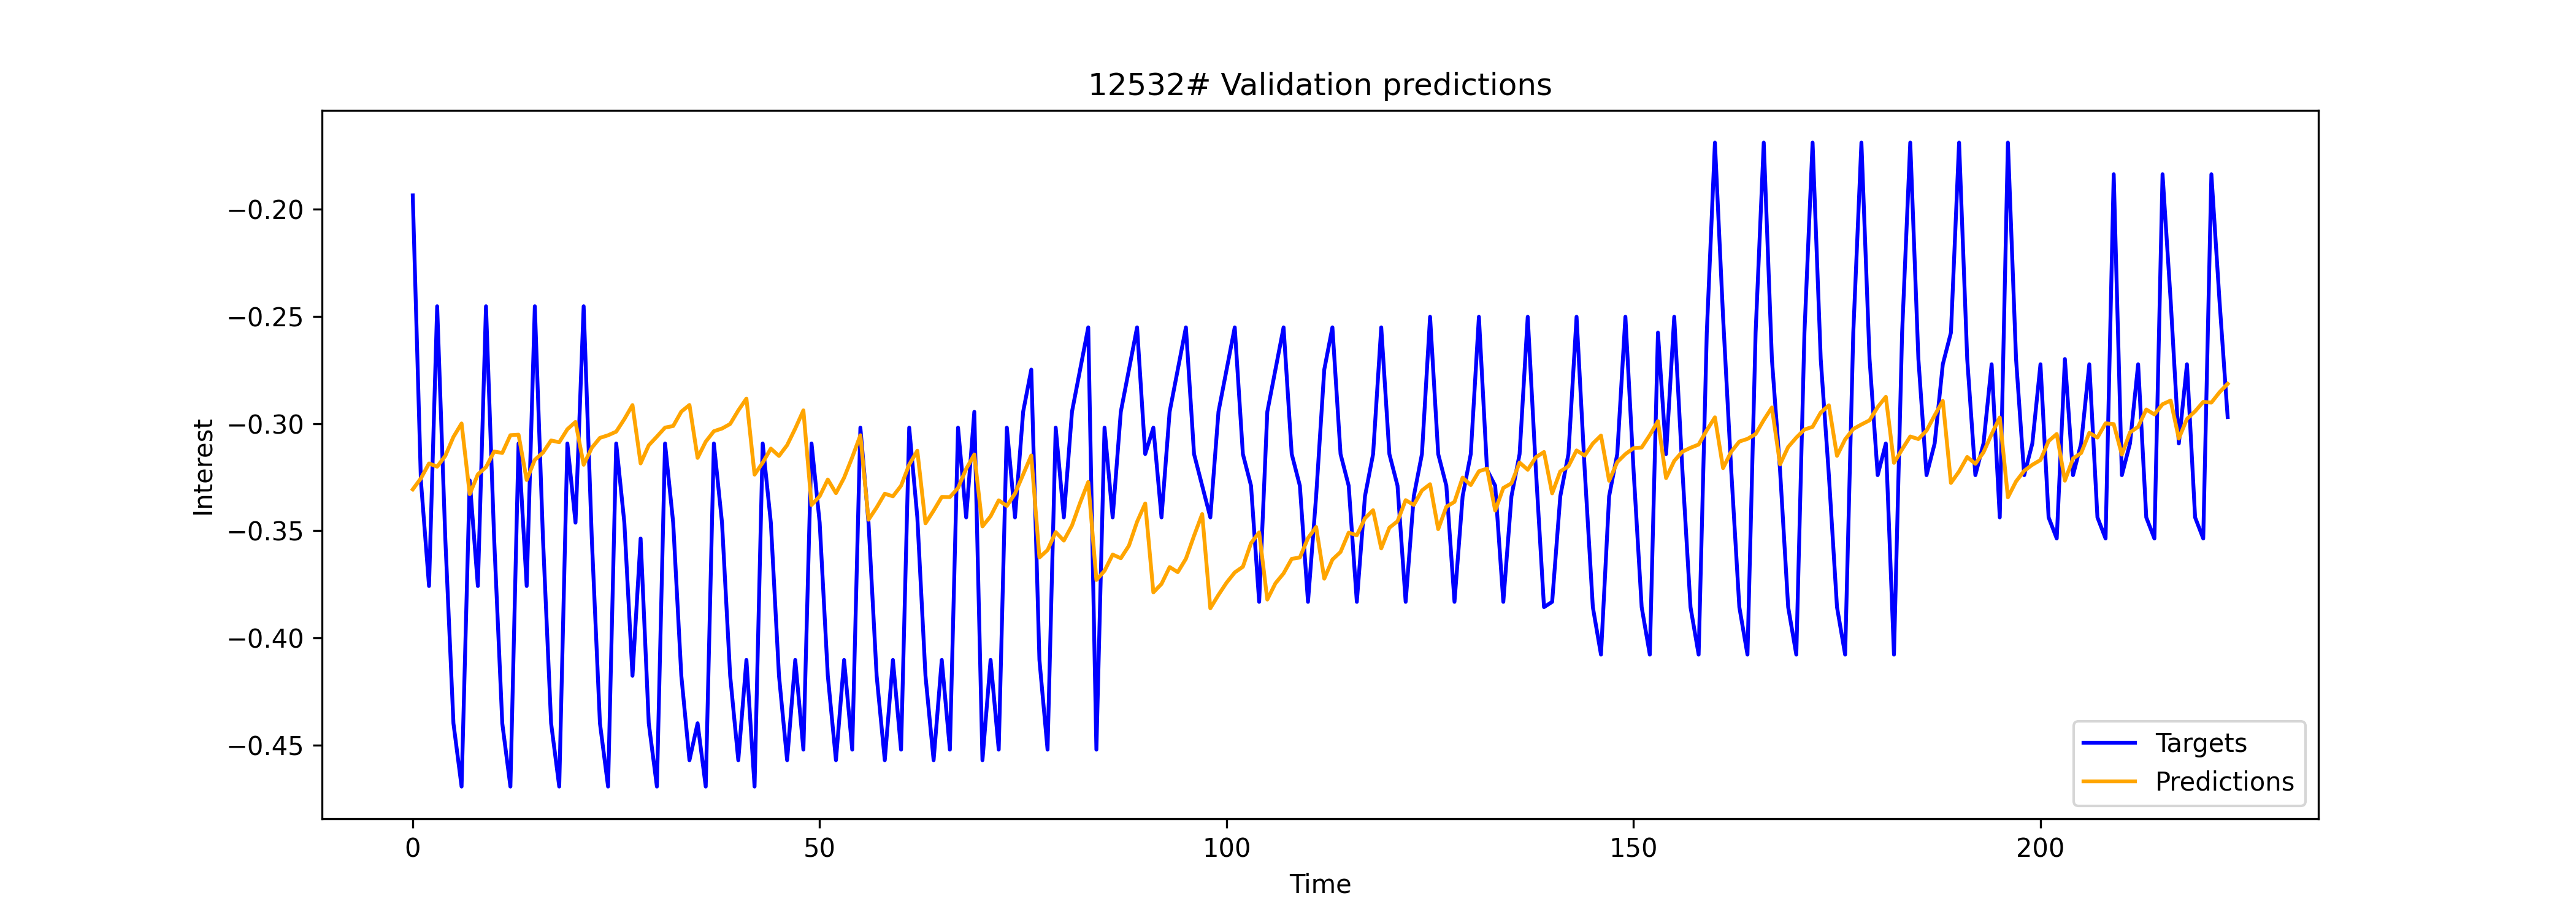 12532# Validation predictions
Interest
−0.20
−0.25
−0.30
−0.35
−0.40
−0.45
0 50 100 150 200
Time
Targets
Predictions